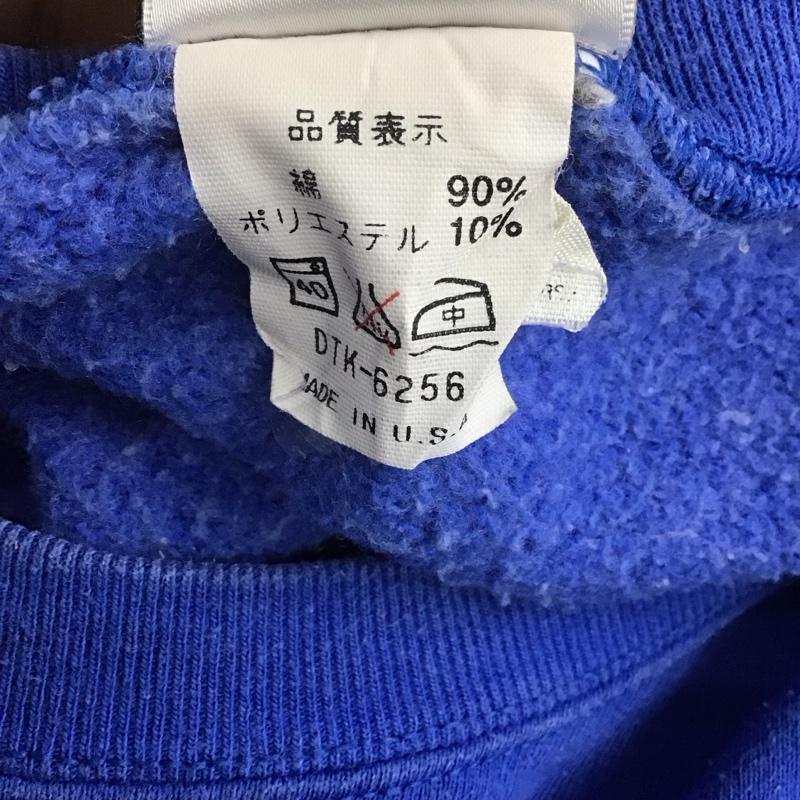 品質表示
綿 90%
ポリエステル 10%
中
DTK-6256
MADE IN U.S.A